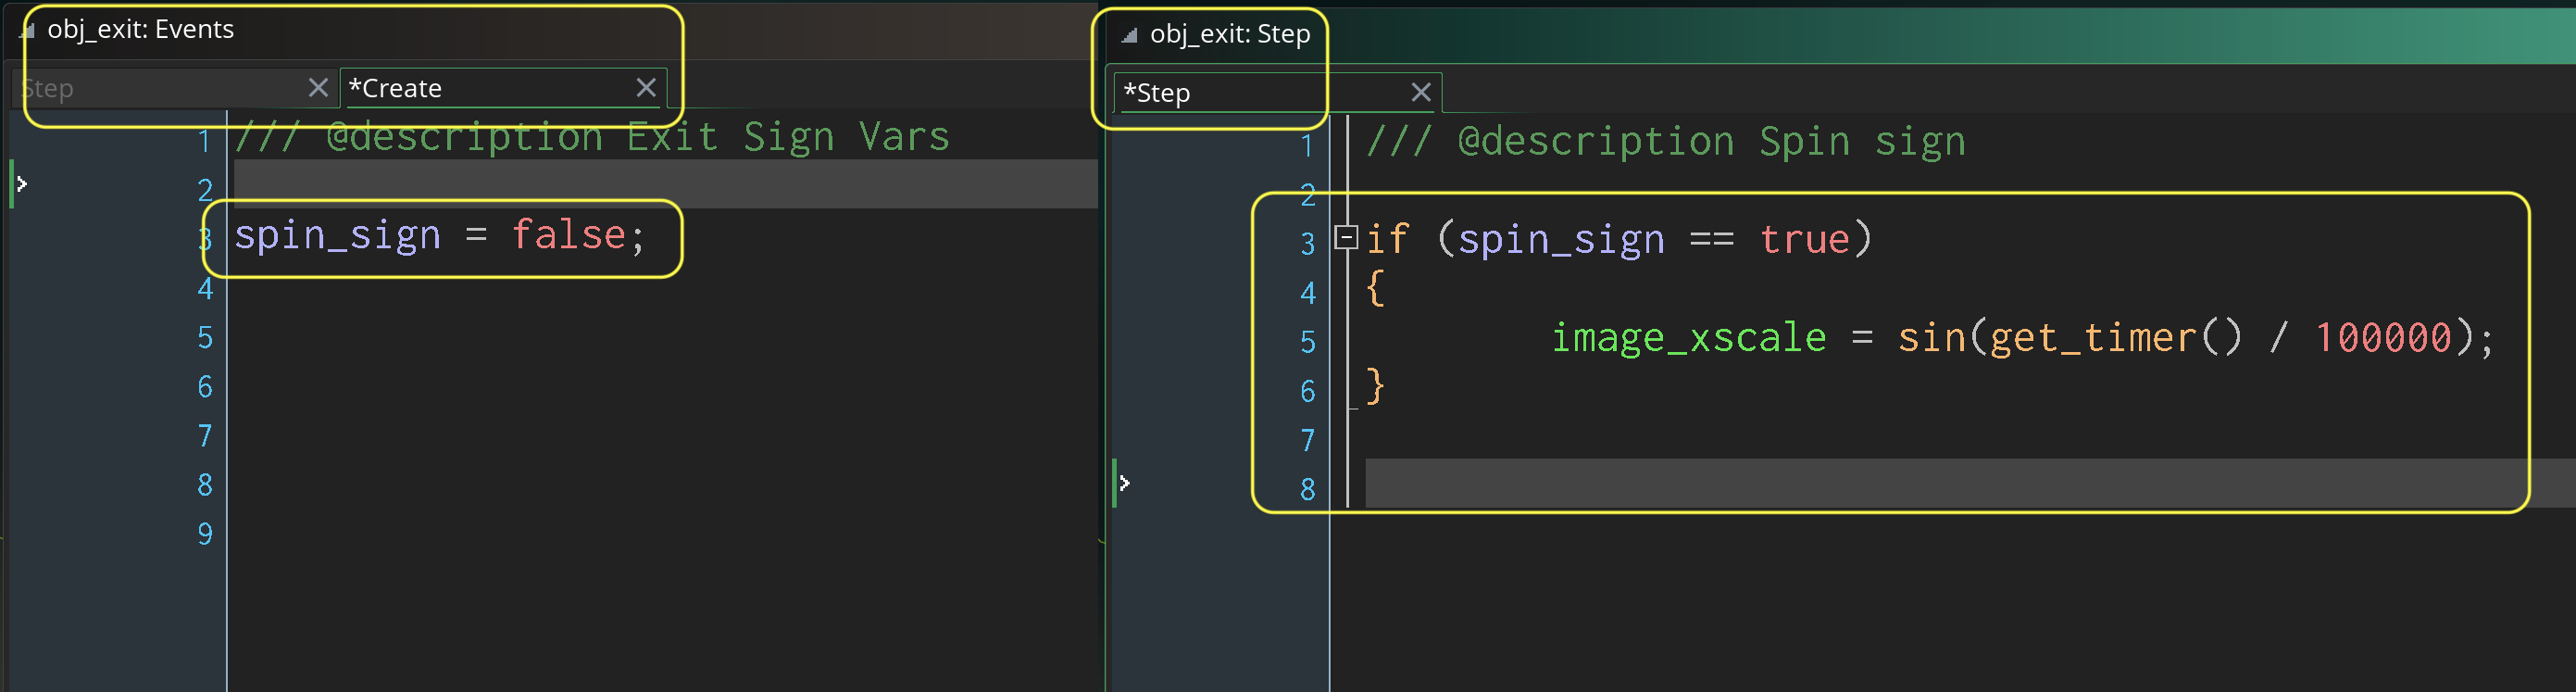 obj_exit: Events
Step *Create
1 /// @description Exit Sign Vars
2
3 spin_sign = false;
4
5
6
7
8
9
obj_exit: Step
*Step
1 /// @description Spin sign
2
3 if (spin_sign == true)
4 {
5 image_xscale = sin(get_timer() / 100000);
6 }
7
8